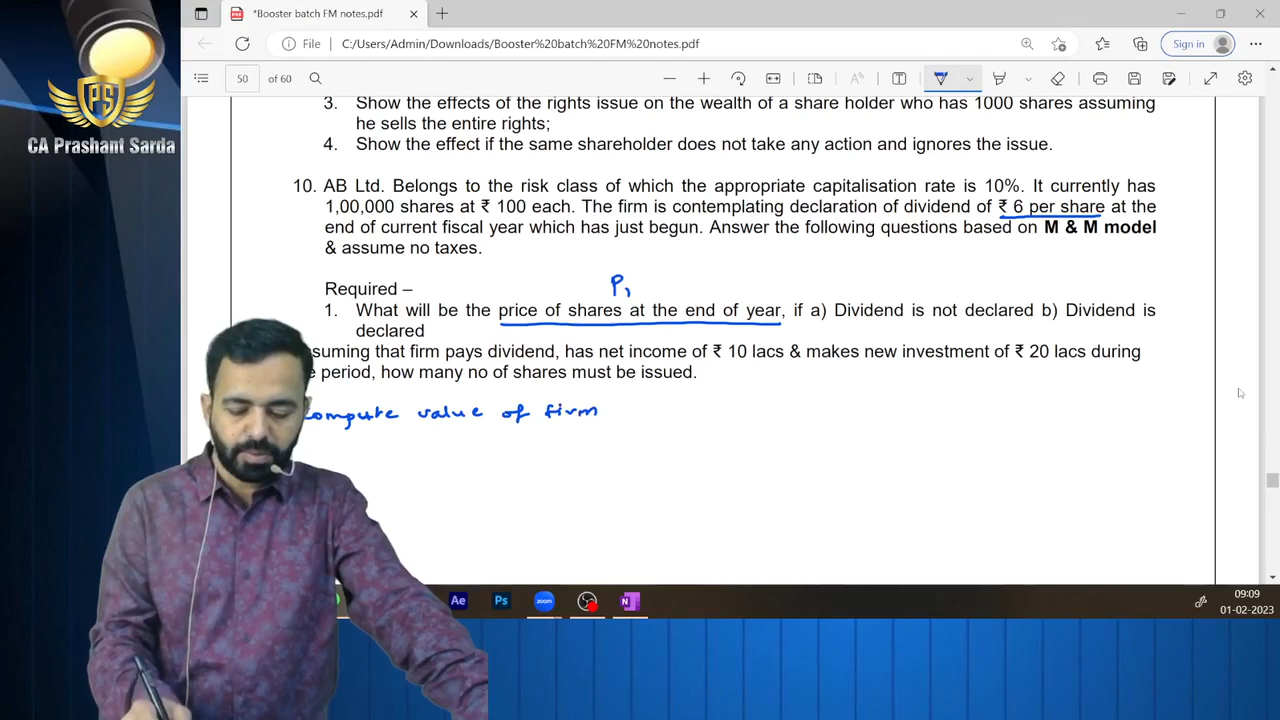 *Booster batch FM notes.pdf
File
C:/Users/Admin/Downloads/Booster%20batch%20FM%20notes.pdf
Sign in
50 of 60
PS
CA Prashant Sarda
3. Show the effects of the rights issue on the wealth of a share holder who has 1000 shares assuming
he sells the entire rights;
4. Show the effect if the same shareholder does not take any action and ignores the issue.
10. AB Ltd. Belongs to the risk class of which the appropriate capitalisation rate is 10%. It currently has
1,00,000 shares at ₹ 100 each. The firm is contemplating declaration of dividend of ₹ 6 per share at the
end of current fiscal year which has just begun. Answer the following questions based on M & M model
& assume no taxes.
Required –
P₁
1. What will be the price of shares at the end of year, if a) Dividend is not declared b) Dividend is
declared
suming that firm pays dividend, has net income of ₹ 10 lacs & makes new investment of ₹ 20 lacs during
period, how many no of shares must be issued.
compute value of firm
Ae Ps zoom N
09:09
01-02-2023